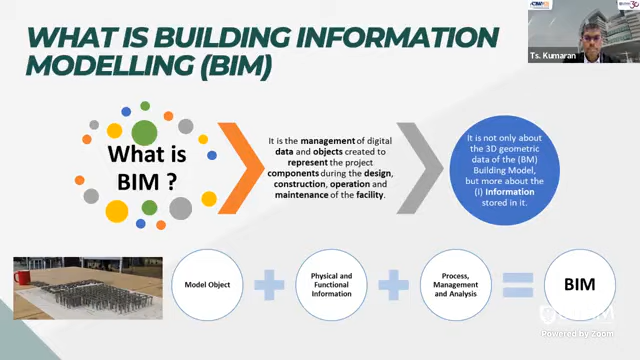 WHAT IS BUILDING INFORMATION
MODELLING (BIM)
Ts. Kumaran
What is
BIM ?
It is the management of digital
data and objects created to
represent the project
components during the design,
construction, operation and
maintenance of the facility.
It is not only about
the 3D geometric
data of the (BM)
Building Model,
but more about the
(I) Information
stored in it.
Model Object
Physical and
Functional
Information
Process,
Management
and Analysis
BIM
Powered by Zoom